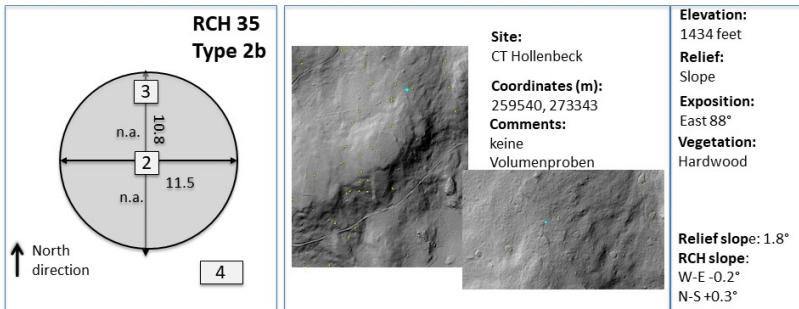 RCH 35
Type 2b
3
n.a.
10.8
2
11.5
n.a.
North
direction
4
Site:
CT Hollenbeck
Coordinates (m):
259540, 273343
Comments:
keine
Volumenproben
Elevation:
1434 feet
Relief:
Slope
Exposition:
East 88°
Vegetation:
Hardwood
Relief slope: 1.8°
RCH slope:
W-E -0.2°
N-S +0.3°